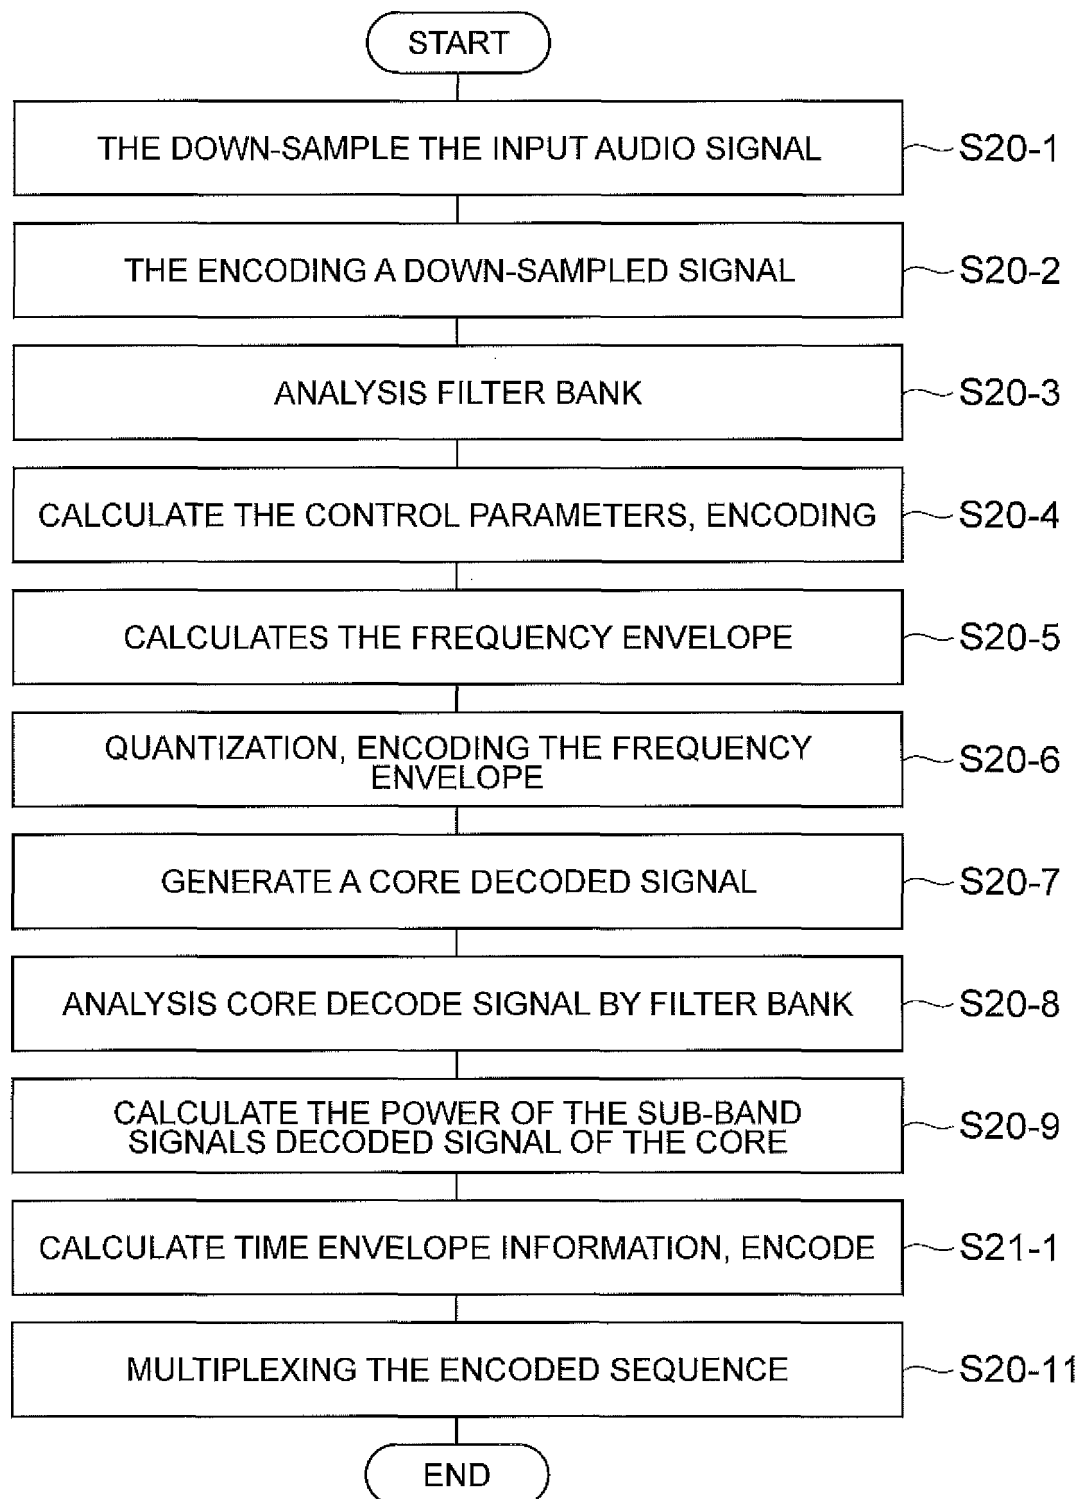 START
THE DOWN-SAMPLE THE INPUT AUDIO SIGNAL
S20-1
THE ENCODING A DOWN-SAMPLED SIGNAL
S20-2
ANALYSIS FILTER BANK
S20-3
CALCULATE THE CONTROL PARAMETERS, ENCODING
S20-4
CALCULATES THE FREQUENCY ENVELOPE
S20-5
QUANTIZATION, ENCODING THE FREQUENCY
ENVELOPE
S20-6
GENERATE A CORE DECODED SIGNAL
S20-7
ANALYSIS CORE DECODE SIGNAL BY FILTER BANK
S20-8
CALCULATE THE POWER OF THE SUB-BAND
SIGNALS DECODED SIGNAL OF THE CORE
S20-9
CALCULATE TIME ENVELOPE INFORMATION, ENCODE
S21-1
MULTIPLEXING THE ENCODED SEQUENCE
S20-11
END